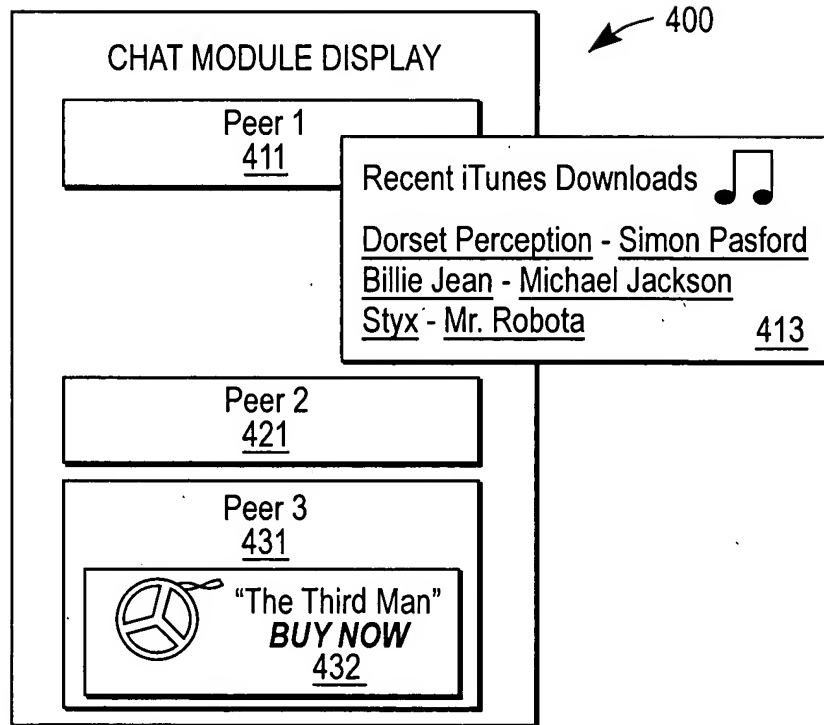 400
CHAT MODULE DISPLAY
Peer 1
411
Recent iTunes Downloads
Dorset Perception - Simon Pasford
Billie Jean - Michael Jackson
Styx - Mr. Robota
413
Peer 2
421
Peer 3
431
"The Third Man"
BUY NOW
432